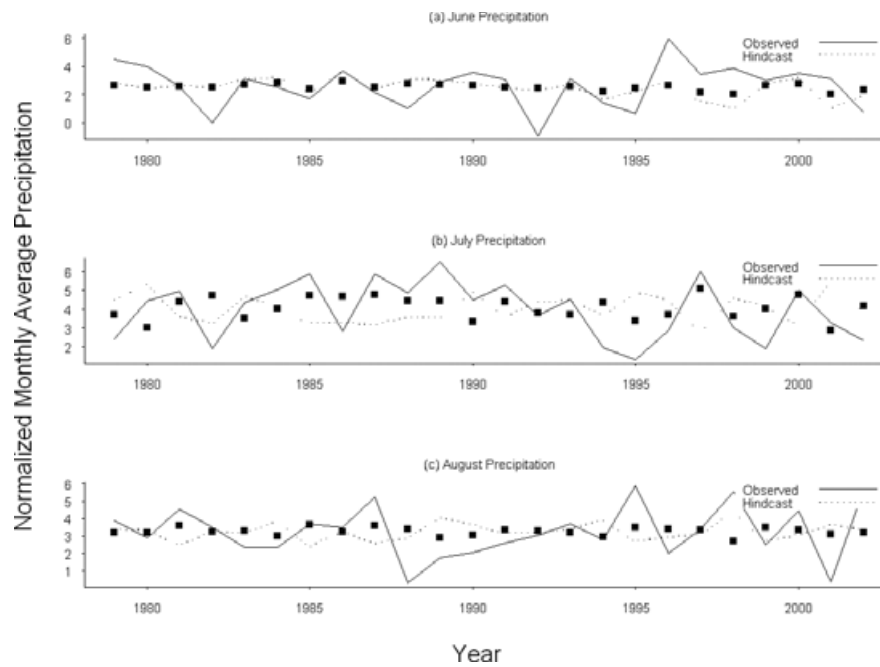 (a) June Precipitation
Observed
Hindcast
6
4
2
0
1980 1985 1990 1995 2000
(b) July Precipitation
Observed
Hindcast
6
5
4
3
2
1980 1985 1990 1995 2000
(c) August Precipitation
Observed
Hindcast
6
5
4
3
2
1
1980 1985 1990 1995 2000
Normalized Monthly Average Precipitation
Year